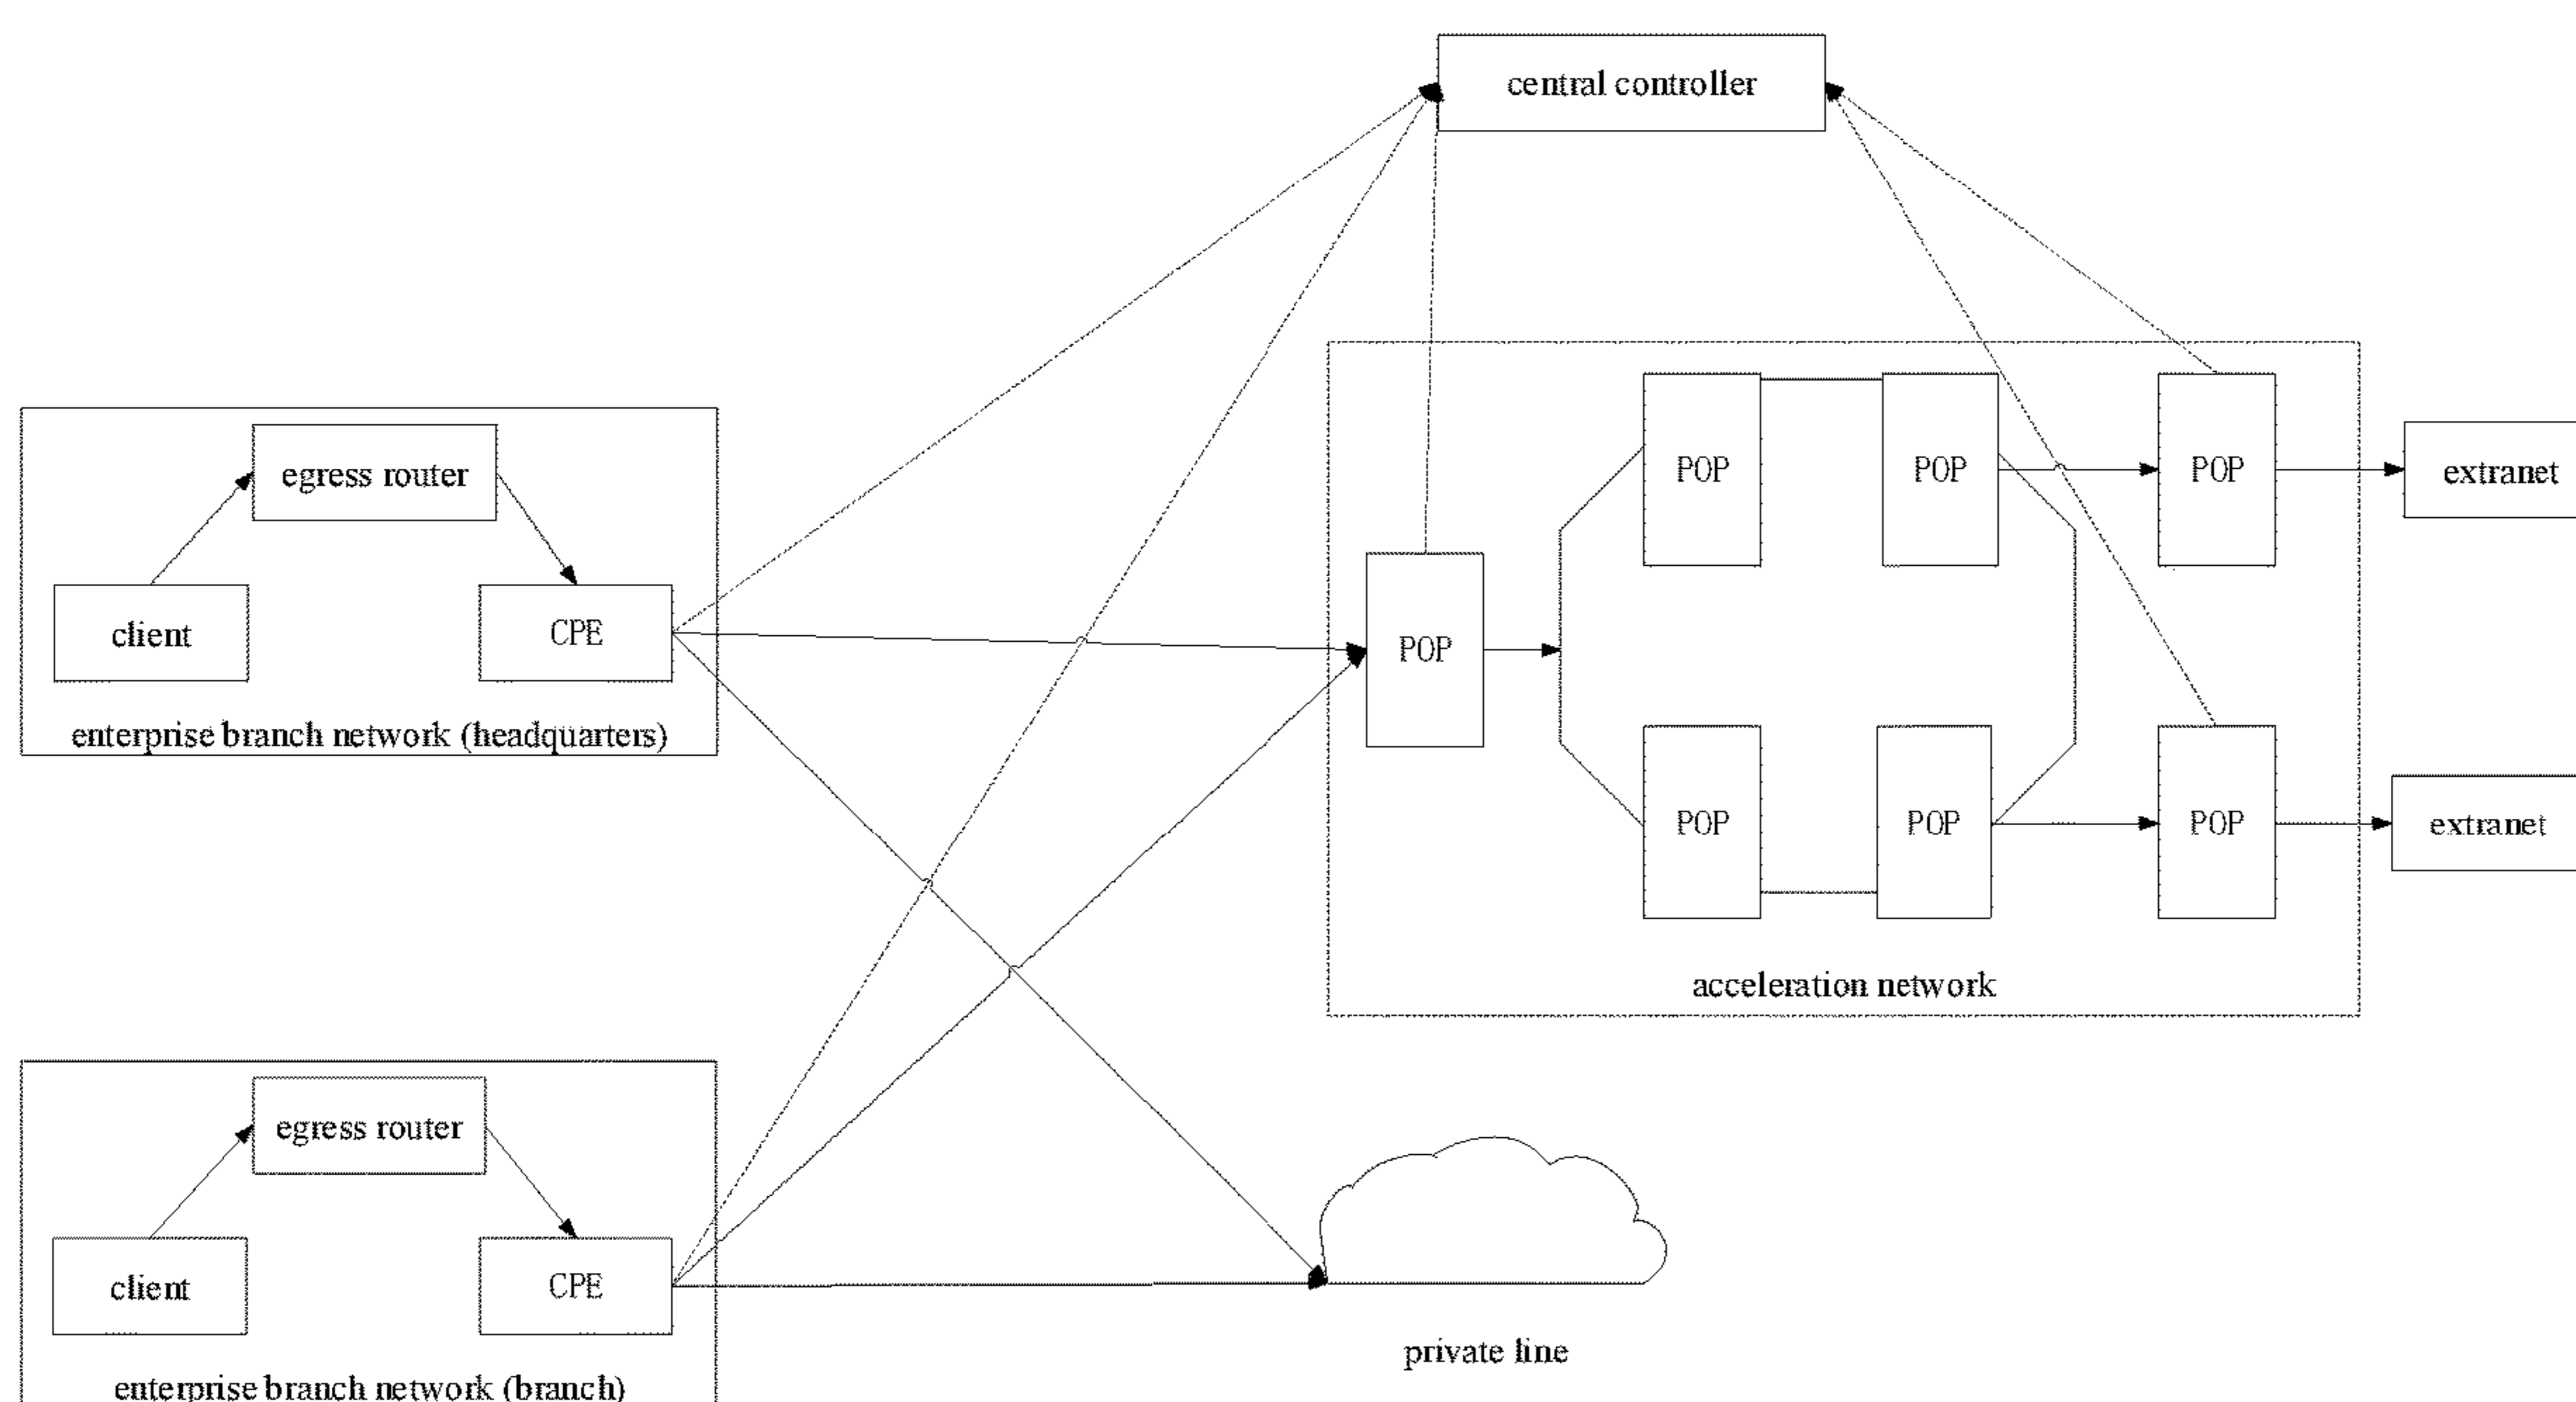 central controller
egress router
client
CPE
enterprise branch network (headquarters)
POP
POP
POP
POP
extranet
POP
POP
POP
extranet
acceleration network
egress router
client
CPE
enterprise branch network (branch)
private line